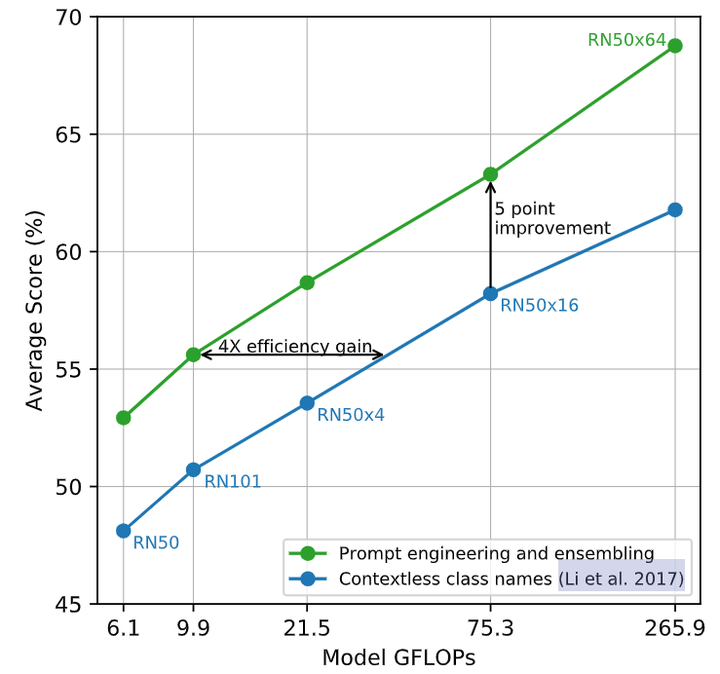 70
65
60
55
50
45
Average Score (%)
RN50x64
5 point
improvement
RN50x16
4X efficiency gain
RN50x4
RN101
RN50
Prompt engineering and ensembling
Contextless class names (Li et al. 2017)
6.1 9.9 21.5 75.3 265.9
Model GFLOPs